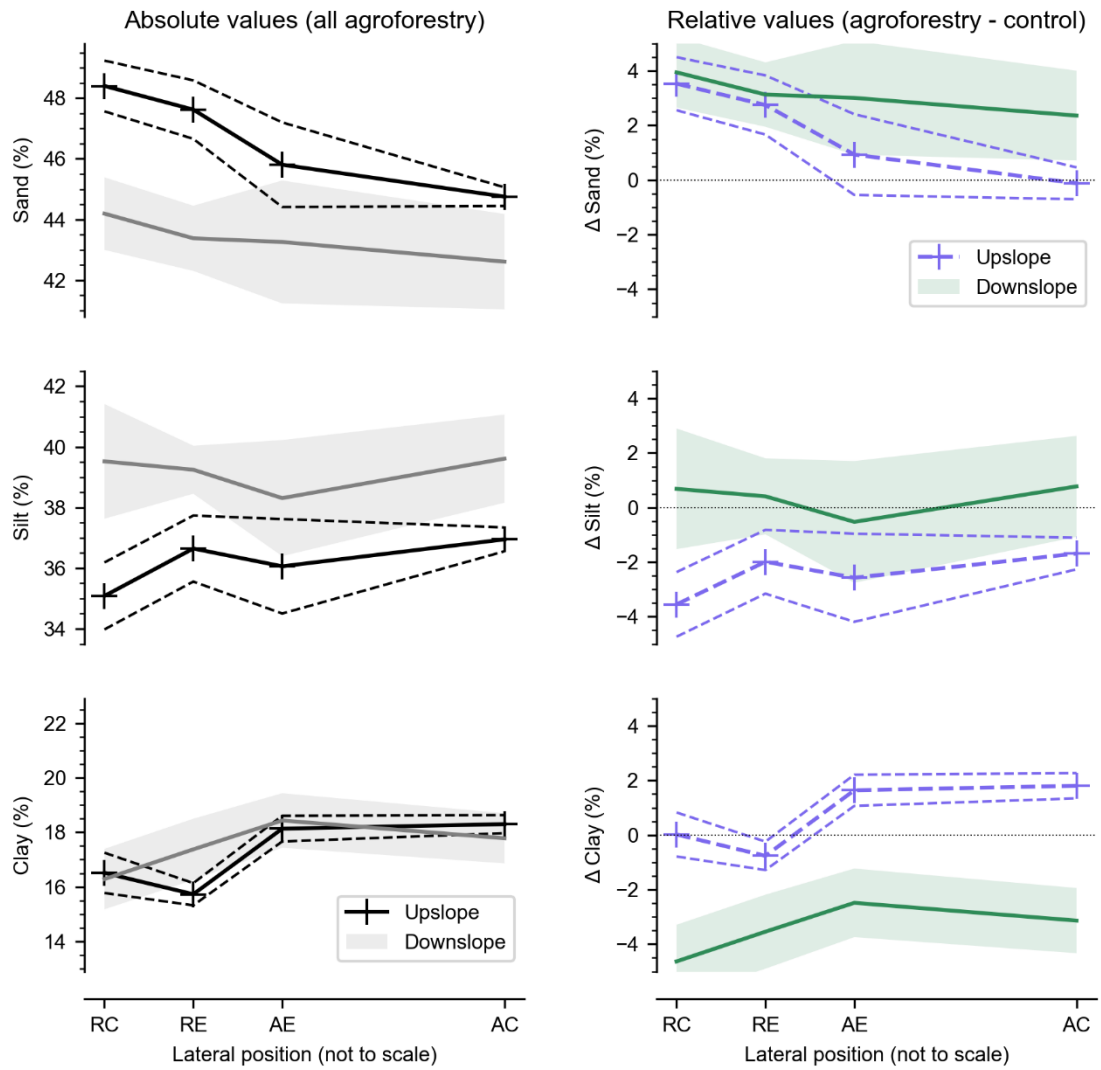 Absolute values (all agroforestry)
Relative values (agroforestry - control)
Sand (%)
48
46
44
42
Δ Sand (%)
4
2
0
−2
−4
Upslope
Downslope
Silt (%)
42
40
38
36
34
Δ Silt (%)
4
2
0
−2
−4
Clay (%)
22
20
18
16
14
Upslope
Downslope
Δ Clay (%)
4
2
0
−2
−4
RC RE AE AC
Lateral position (not to scale)
RC RE AE AC
Lateral position (not to scale)